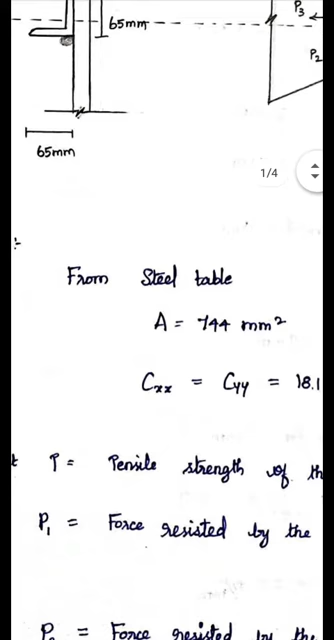 P3
65mm
P2
65mm
1/4
:-
From Steel table
A = 744 mm²
Cxx = Cyy = 18.1
t P = Tensile strength of th
P1 = Force resisted by the
= Force resisted by the